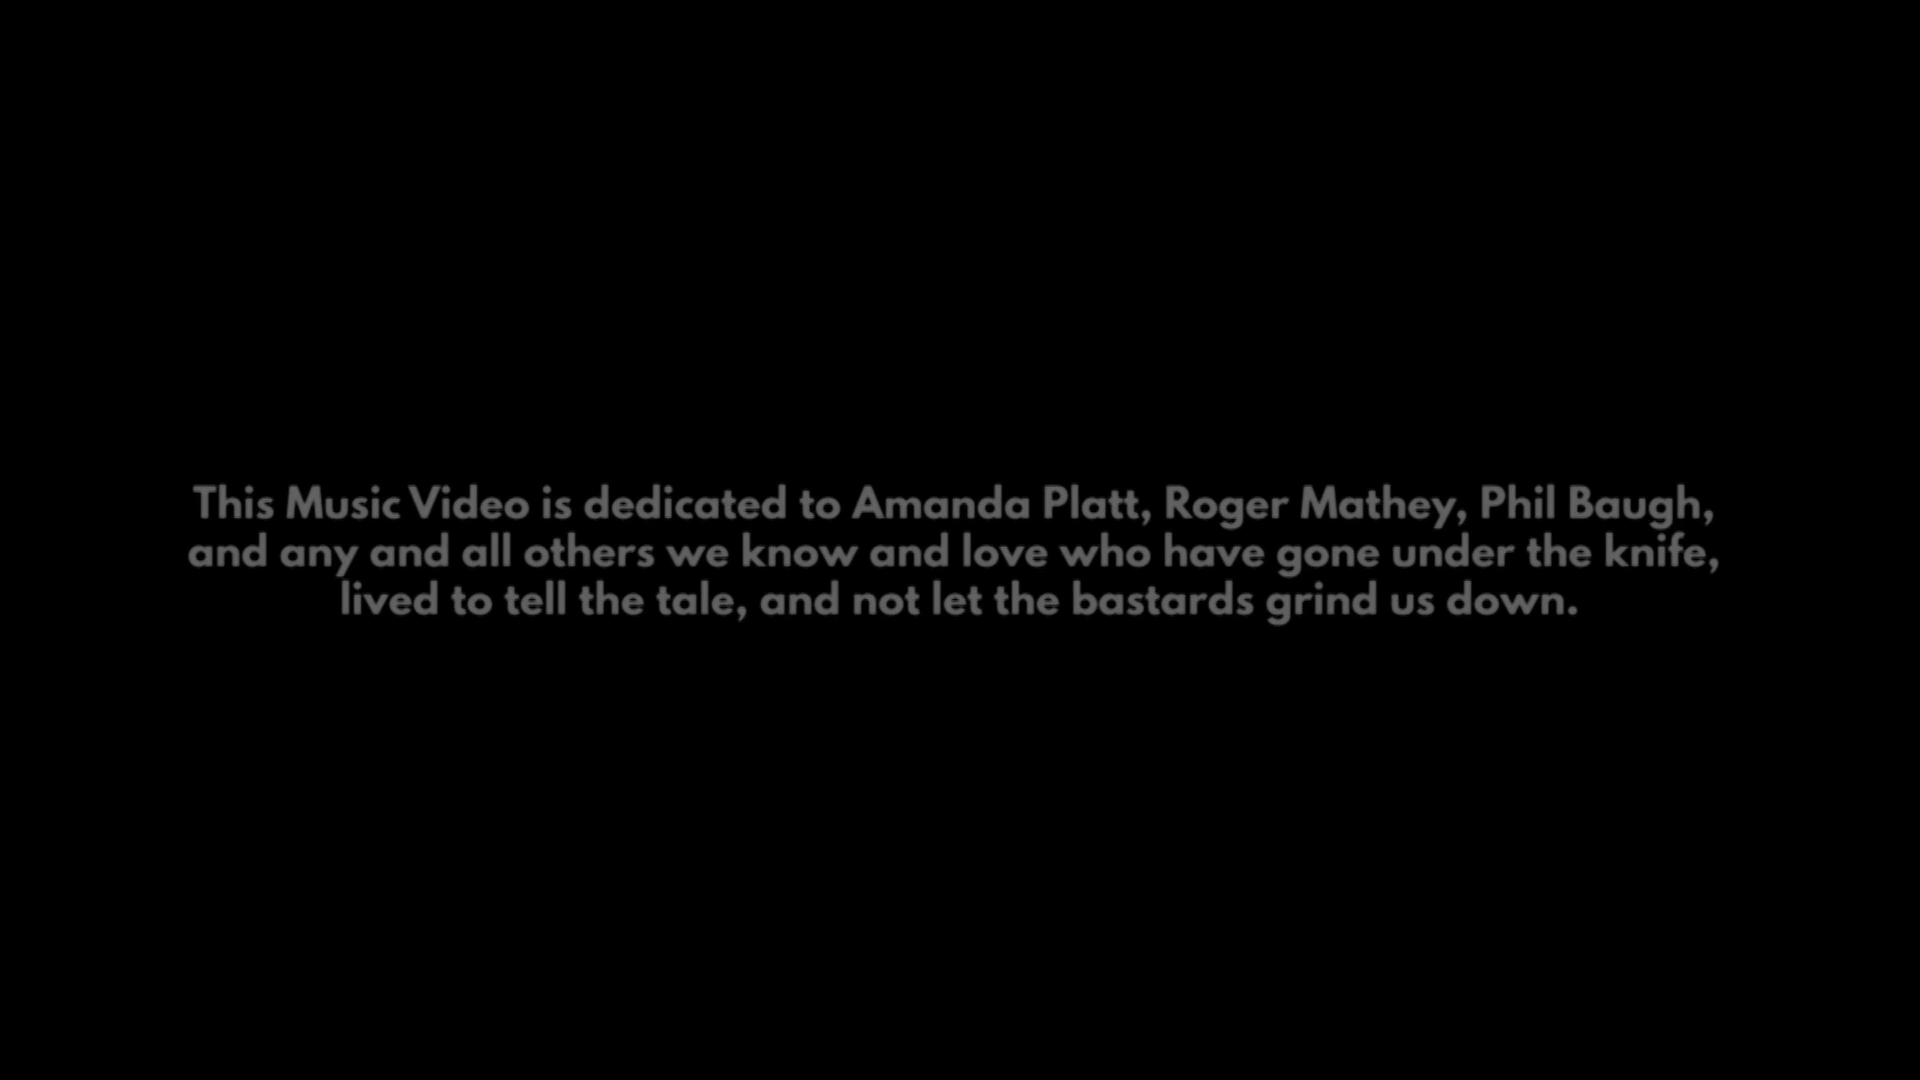 This Music Video is dedicated to Amanda Platt, Roger Mathey, Phil Baugh,
and any and all others we know and love who have gone under the knife,
lived to tell the tale, and not let the bastards grind us down.